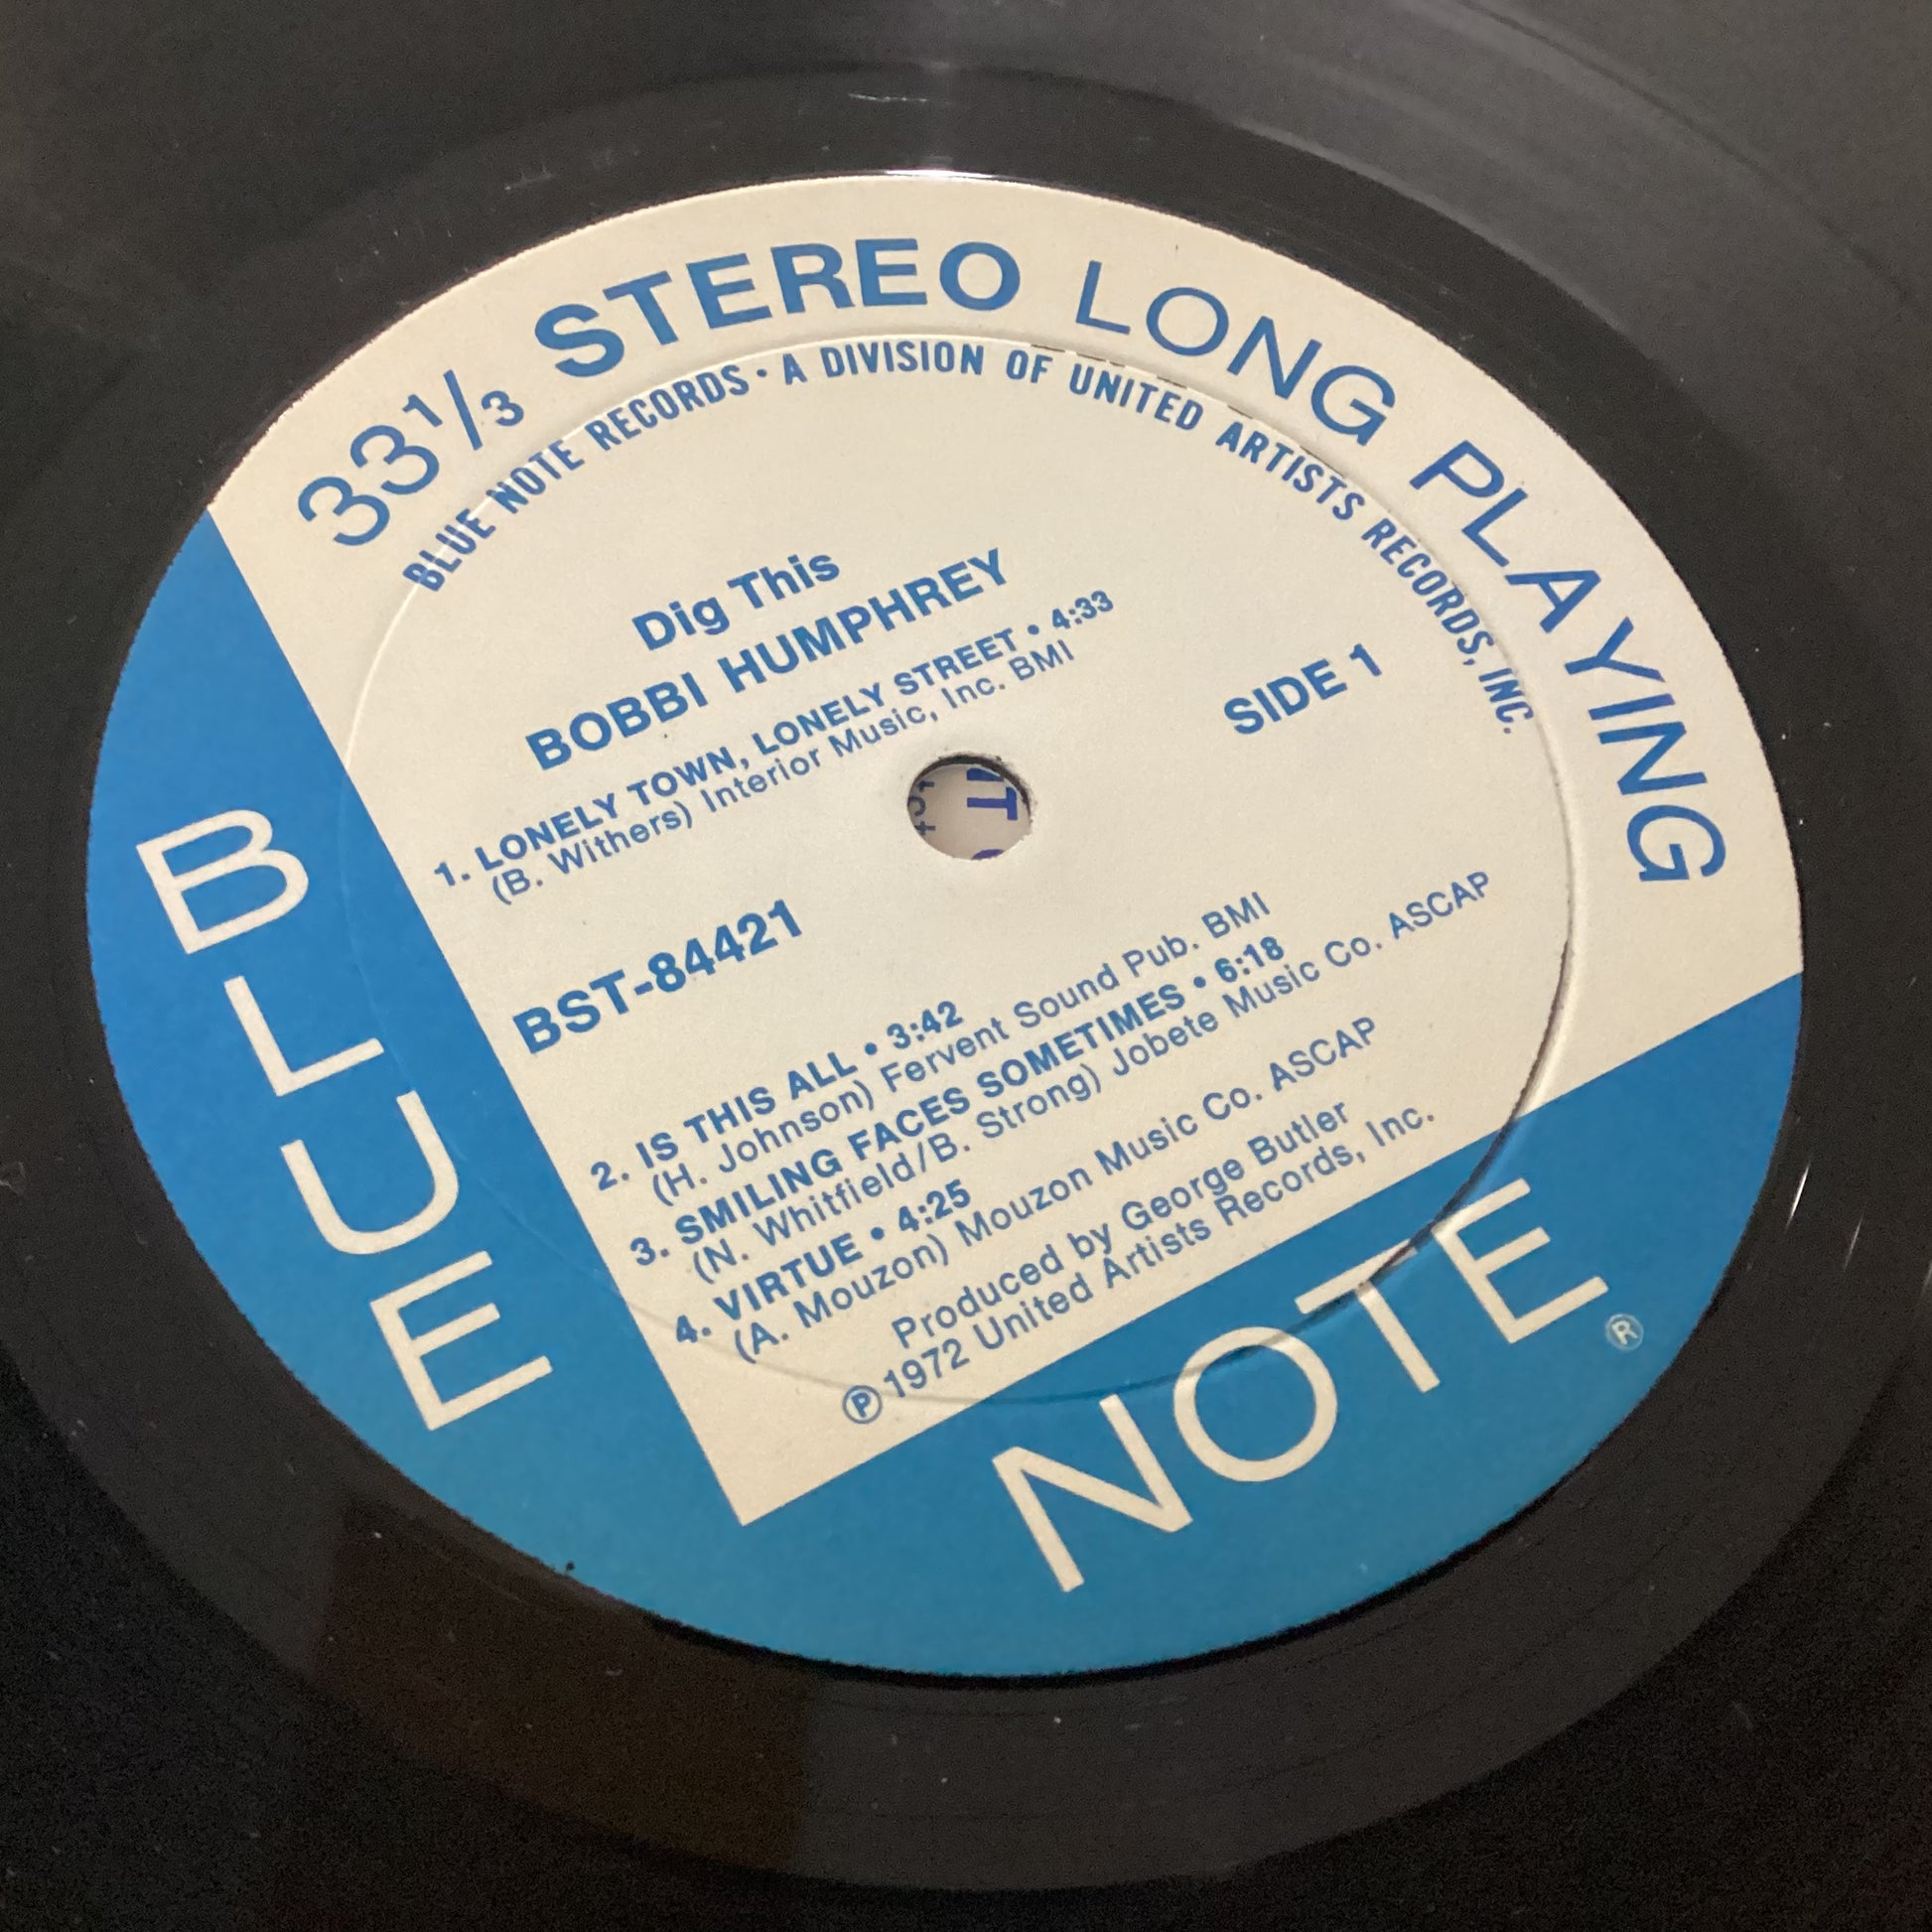 33 1/3 STEREO LONG PLAYING
BLUE NOTE RECORDS · A DIVISION OF UNITED ARTISTS RECORDS, INC.
Dig This
BOBBI HUMPHREY
1. LONELY TOWN, LONELY STREET • 4:33
(B. Withers) Interior Music, Inc. BMI
SIDE 1
BST-84421
2. IS THIS ALL • 3:42
(H. Johnson) Fervent Sound Pub. BMI
3. SMILING FACES SOMETIMES • 6:18
(N. Whitfield/B. Strong) Jobete Music Co. ASCAP
4. VIRTUE • 4:25
(A. Mouzon) Mouzon Music Co. ASCAP
Produced by George Butler
℗ 1972 United Artists Records, Inc.
BLUE
NOTE ®